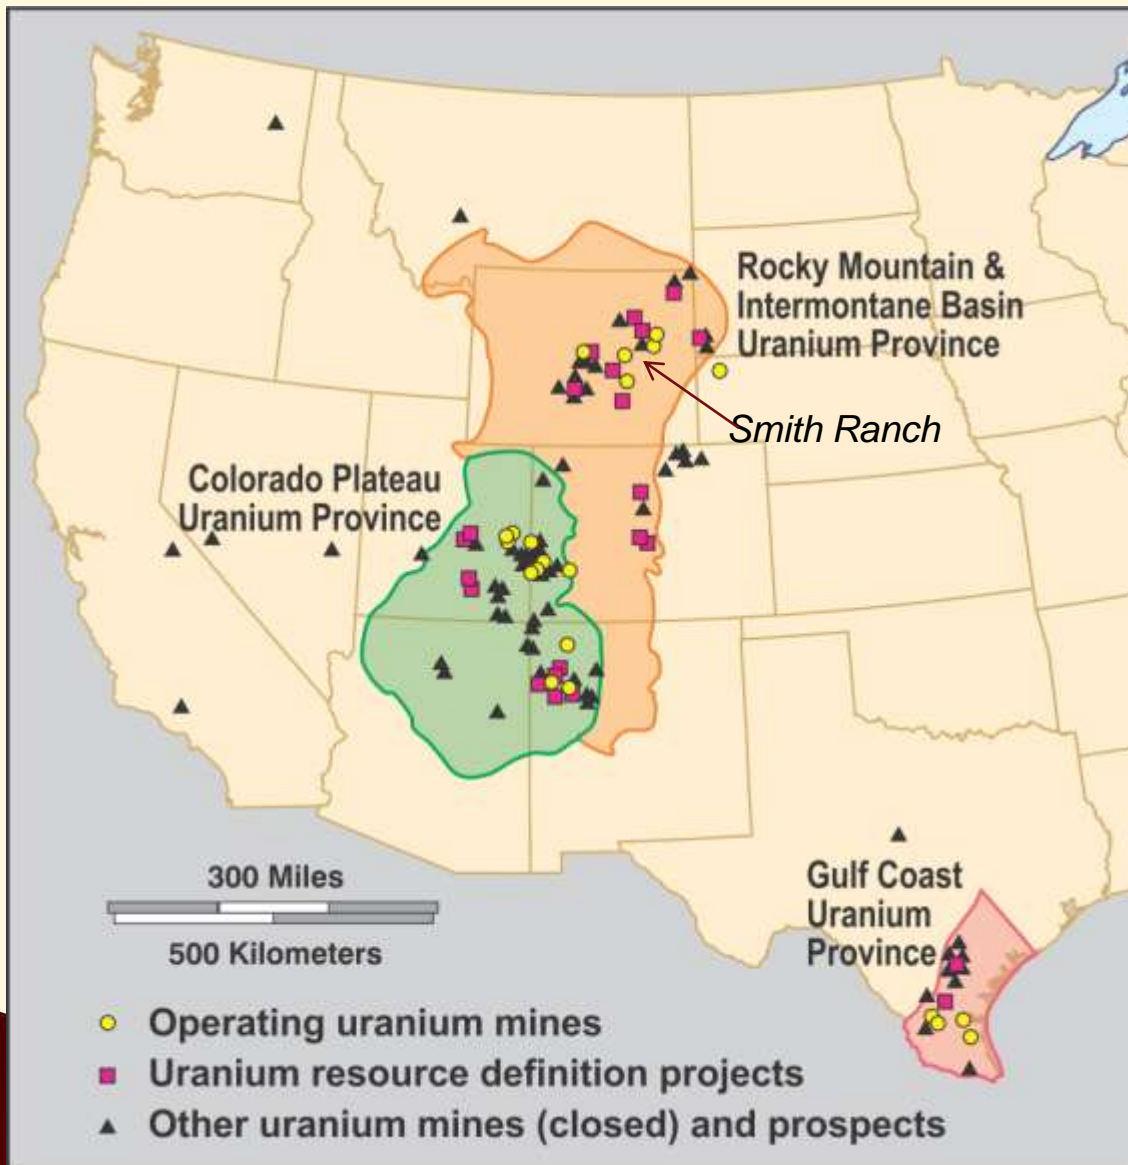 Rocky Mountain &
Intermontane Basin
Uranium Province
Smith Ranch
Colorado Plateau
Uranium Province
300 Miles
500 Kilometers
Gulf Coast
Uranium
Province
Operating uranium mines
Uranium resource definition projects
Other uranium mines (closed) and prospects